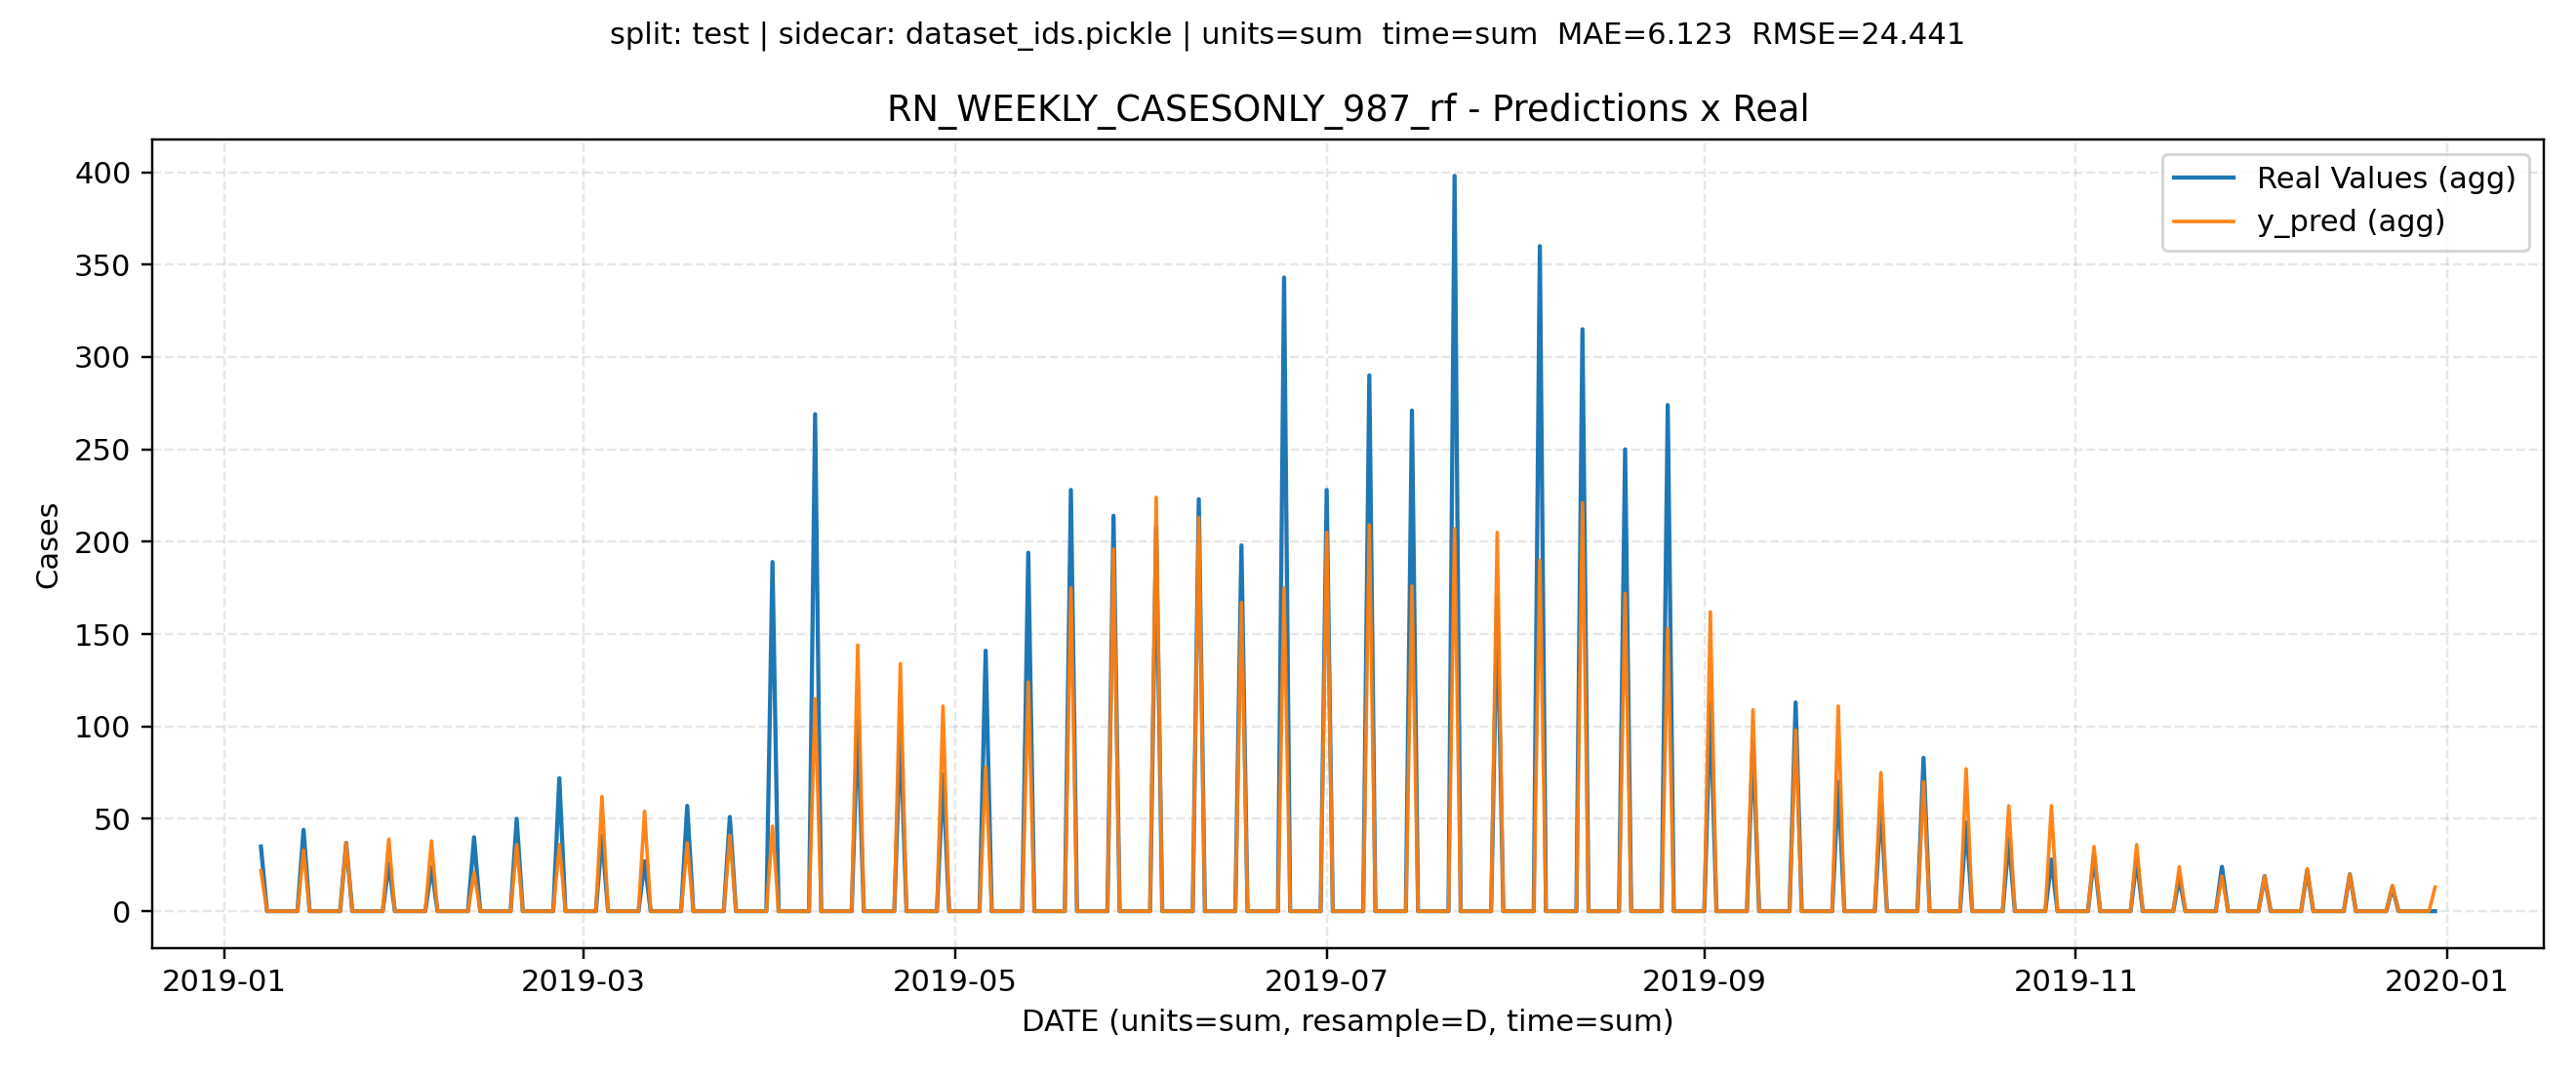 split: test | sidecar: dataset_ids.pickle | units=sum  time=sum  MAE=6.123  RMSE=24.441
RN_WEEKLY_CASESONLY_987_rf - Predictions x Real
Real Values (agg)
y_pred (agg)
Cases
400
350
300
250
200
150
100
50
0
2019-01
2019-03
2019-05
2019-07
2019-09
2019-11
2020-01
DATE (units=sum, resample=D, time=sum)